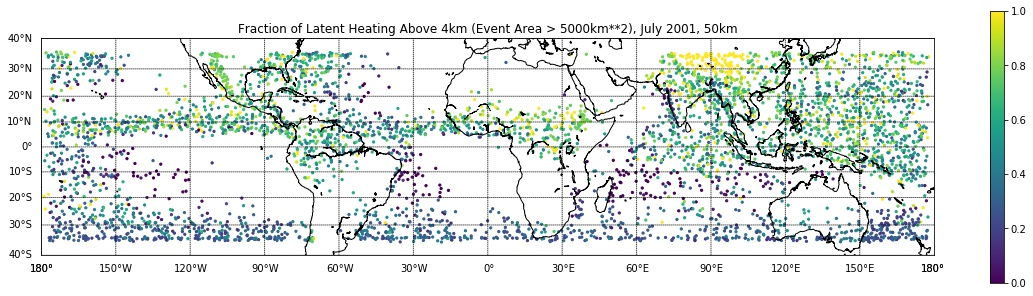 Fraction of Latent Heating Above 4km (Event Area > 5000km**2), July 2001, 50km
1.0
40°N
30°N
0.8
20°N
10°N
0.6
0°
10°S
0.4
20°S
30°S
0.2
40°S
180° 150°W 120°W 90°W 60°W 30°W 0° 30°E 60°E 90°E 120°E 150°E 180°
0.0